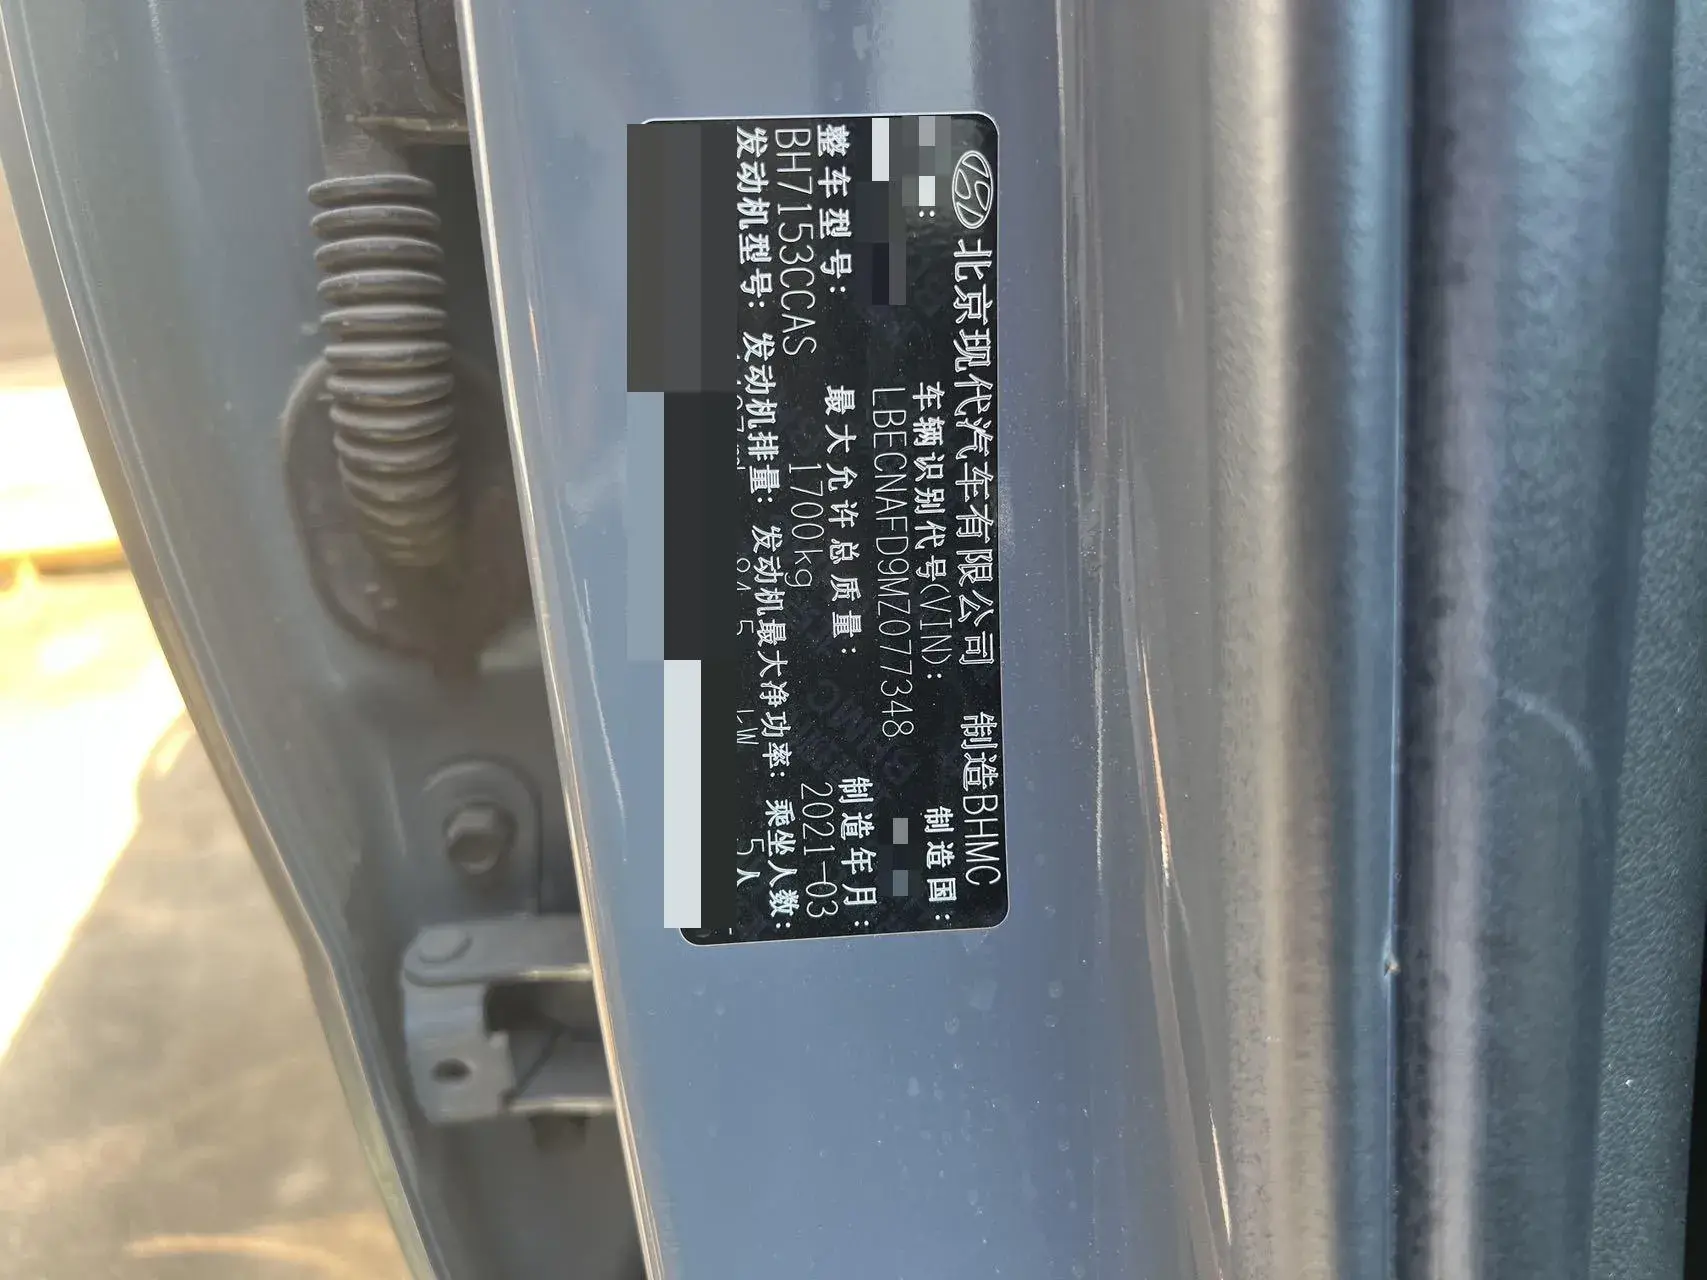 北京现代汽车有限公司 制造BHMC
车辆识别代号(VIN): 制造国:
LBECNAFD9MZ077348
整车型号: 最大允许总质量: 制造年月:
BH7153CCAS 1700kg 2021-03
发动机型号: 发动机排量: 发动机最大净功率: 乘坐人数:
5人